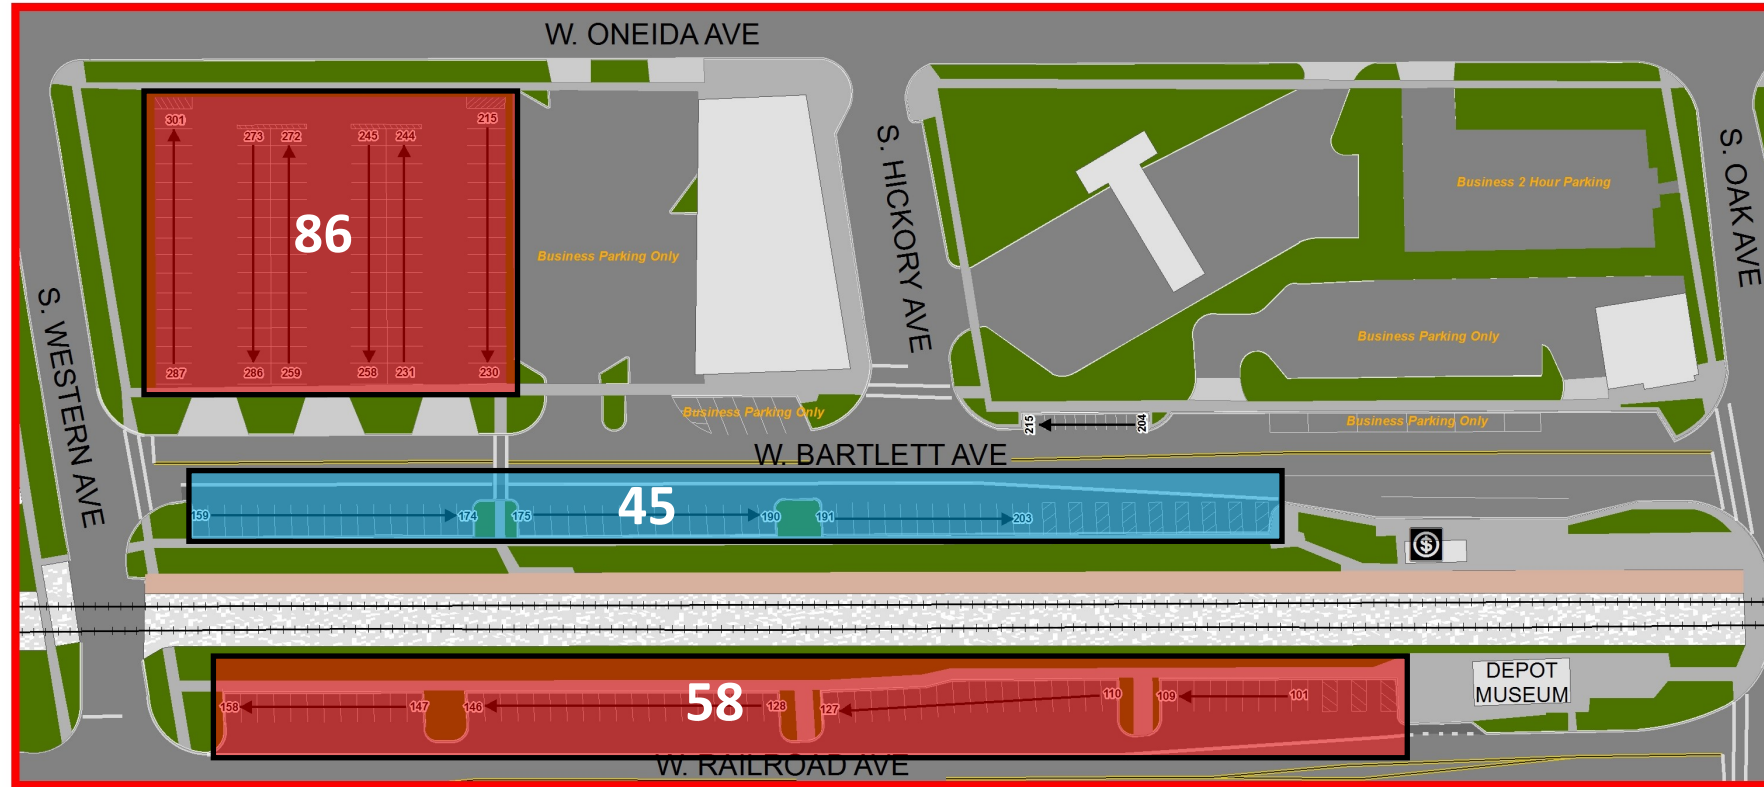 W. ONEIDA AVE
301
273
272
245
244
215
S. HICKORY AVE
S. OAK AVE
Business 2 Hour Parking
86
Business Parking Only
S. WESTERN AVE
Business Parking Only
287
286
259
258
231
230
Business Parking Only
215
204
Business Parking Only
W. BARTLETT AVE
45
159
174
175
190
191
203
$
DEPOT
MUSEUM
58
158
147
146
128
127
110
109
101
W. RAILROAD AVE